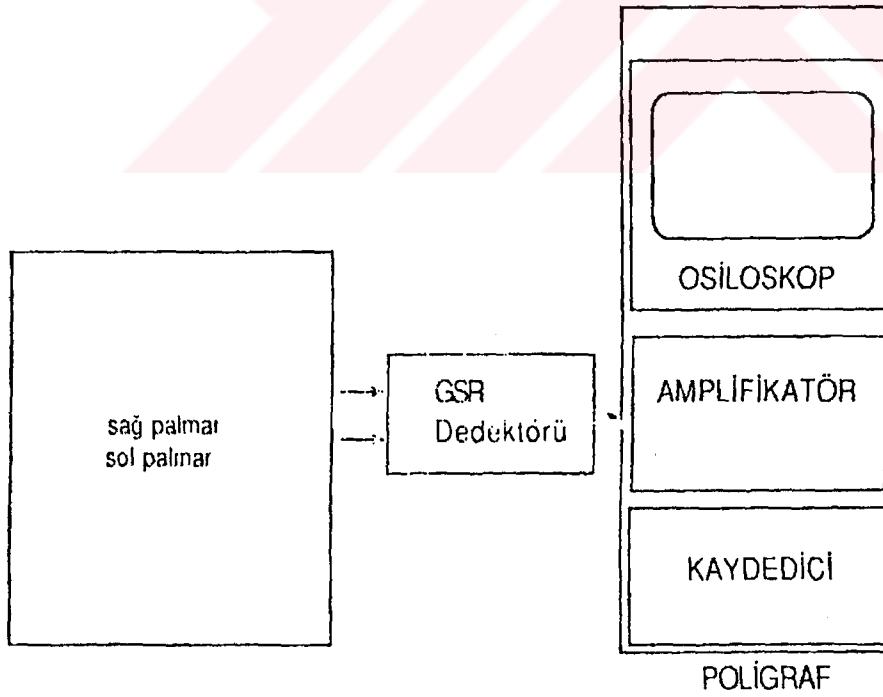 sağ palmar
sol palmar
GSR
Dedektörü
OSİLOSKOP
AMPLİFİKATÖR
KAYDEDİCİ
POLİGRAF